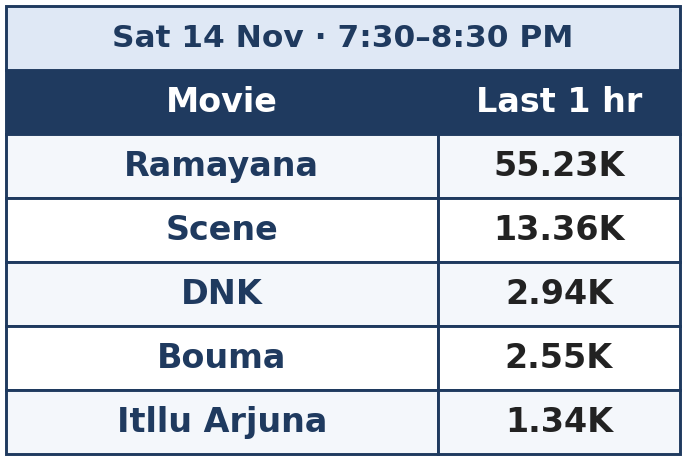 Sat 14 Nov · 7:30–8:30 PM
Movie Last 1 hr
Ramayana 55.23K
Scene 13.36K
DNK 2.94K
Bouma 2.55K
Itllu Arjuna 1.34K